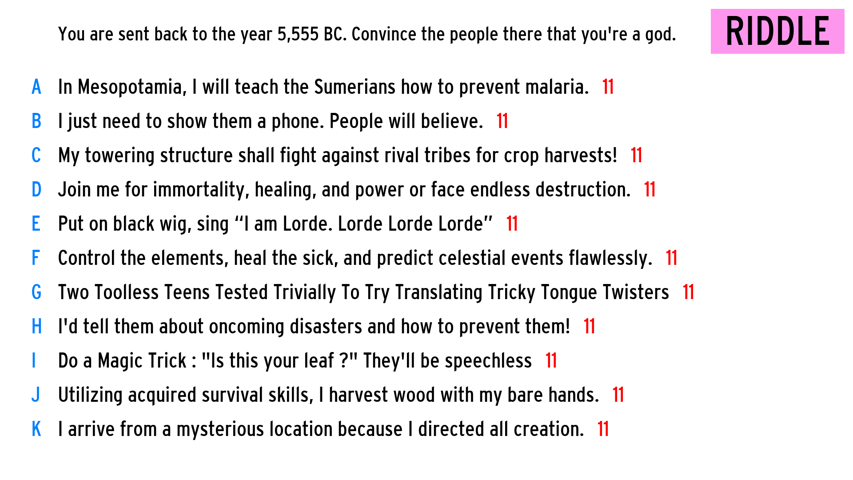 You are sent back to the year 5,555 BC. Convince the people there that you're a god.
RIDDLE
A In Mesopotamia, I will teach the Sumerians how to prevent malaria. 11
B I just need to show them a phone. People will believe. 11
C My towering structure shall fight against rival tribes for crop harvests! 11
D Join me for immortality, healing, and power or face endless destruction. 11
E Put on black wig, sing “I am Lorde. Lorde Lorde Lorde” 11
F Control the elements, heal the sick, and predict celestial events flawlessly. 11
G Two Toolless Teens Tested Trivially To Try Translating Tricky Tongue Twisters 11
H I'd tell them about oncoming disasters and how to prevent them! 11
I Do a Magic Trick : "Is this your leaf ?" They'll be speechless 11
J Utilizing acquired survival skills, I harvest wood with my bare hands. 11
K I arrive from a mysterious location because I directed all creation. 11